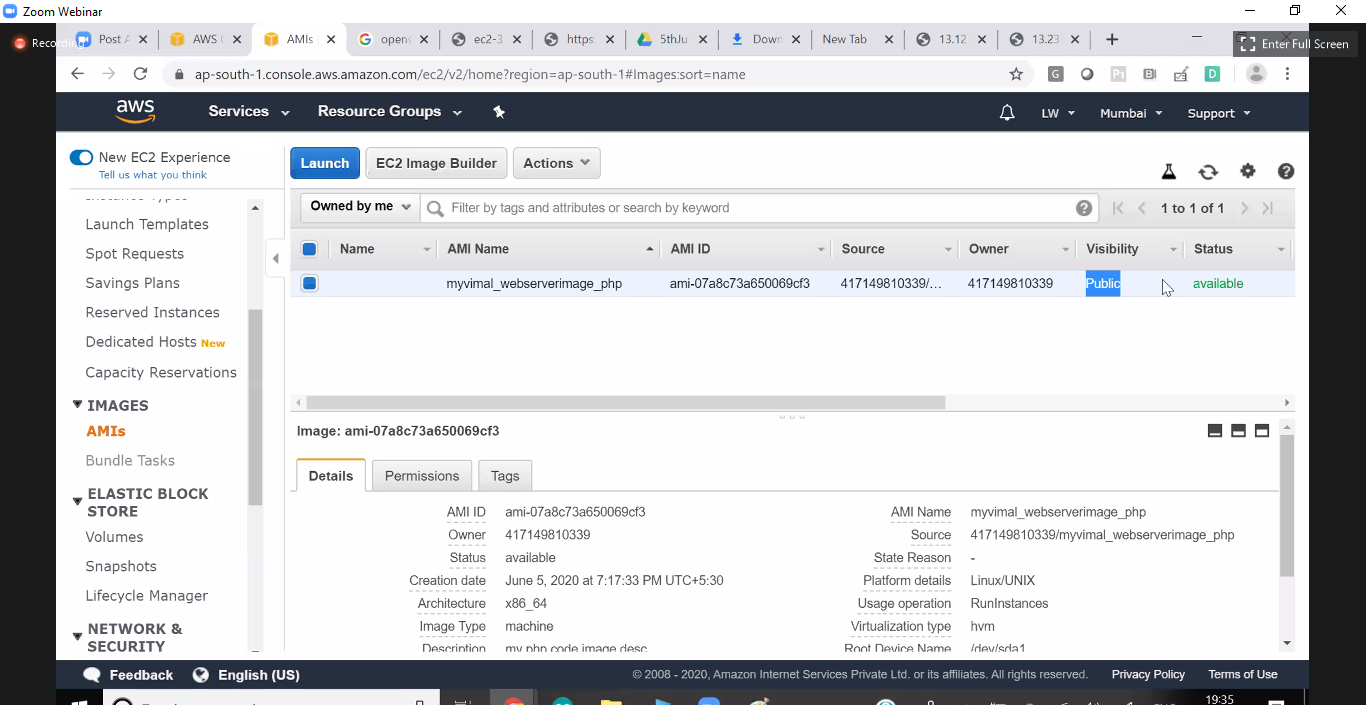 Zoom Webinar
Recording
Post A
AWS C
AMIs
opens
ec2-3
https:
5thJu
Down
New Tab
13.12
13.23
Enter Full Screen
ap-south-1.console.aws.amazon.com/ec2/v2/home?region=ap-south-1#Images:sort=name
aws
Services
Resource Groups
LW
Mumbai
Support
New EC2 Experience
Tell us what you think
Instance Types
Launch Templates
Spot Requests
Savings Plans
Reserved Instances
Dedicated Hosts New
Capacity Reservations
IMAGES
AMIs
Bundle Tasks
ELASTIC BLOCK
STORE
Volumes
Snapshots
Lifecycle Manager
NETWORK &
SECURITY
Launch
EC2 Image Builder
Actions
Owned by me
Filter by tags and attributes or search by keyword
1 to 1 of 1
Name AMI Name AMI ID Source Owner Visibility Status
myvimal_webserverimage_php ami-07a8c73a650069cf3 417149810339/... 417149810339 Public available
Image: ami-07a8c73a650069cf3
Details Permissions Tags
AMI ID ami-07a8c73a650069cf3 AMI Name myvimal_webserverimage_php
Owner 417149810339 Source 417149810339/myvimal_webserverimage_php
Status available State Reason -
Creation date June 5, 2020 at 7:17:33 PM UTC+5:30 Platform details Linux/UNIX
Architecture x86_64 Usage operation RunInstances
Image Type machine Virtualization type hvm
Description my php code image desc Root Device Name /dev/sda1
Feedback
English (US)
© 2008 - 2020, Amazon Internet Services Private Ltd. or its affiliates. All rights reserved.
Privacy Policy
Terms of Use
19:35